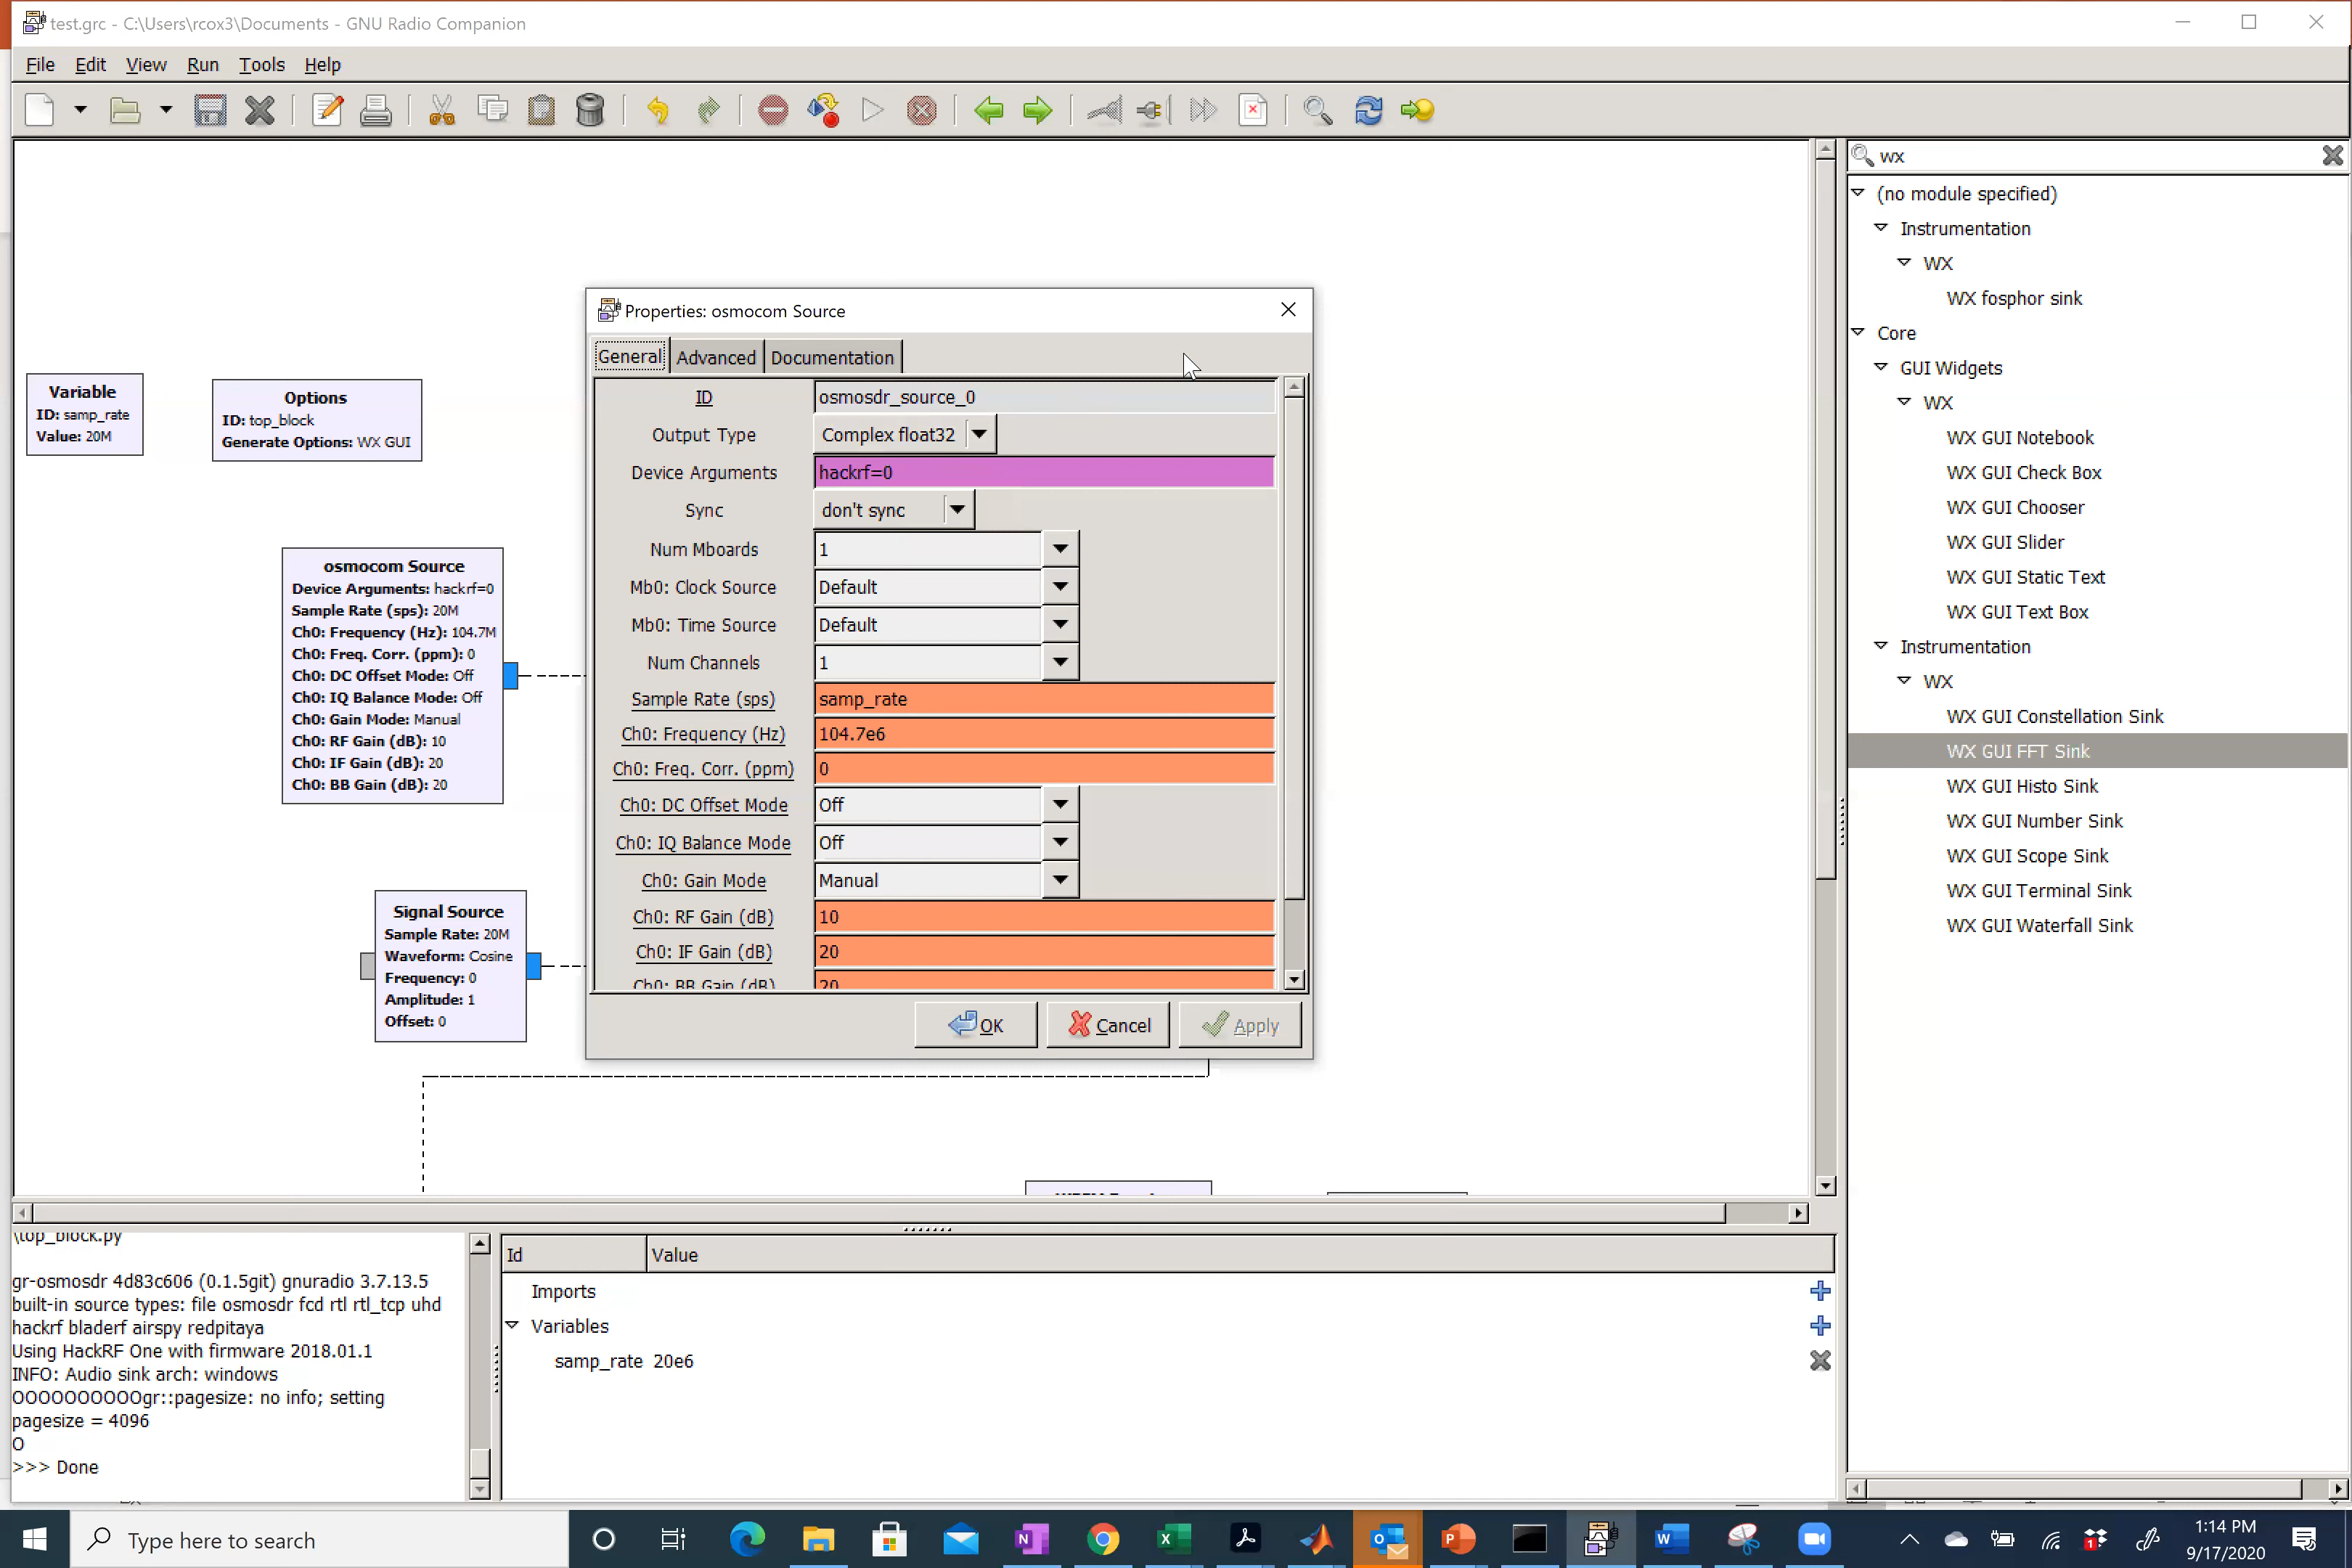 test.grc - C:\Users\rcox3\Documents - GNU Radio Companion
File Edit View Run Tools Help
Variable
ID: samp_rate
Value: 20M
Options
ID: top_block
Generate Options: WX GUI
osmocom Source
Device Arguments: hackrf=0
Sample Rate (sps): 20M
Ch0: Frequency (Hz): 104.7M
Ch0: Freq. Corr. (ppm): 0
Ch0: DC Offset Mode: Off
Ch0: IQ Balance Mode: Off
Ch0: Gain Mode: Manual
Ch0: RF Gain (dB): 10
Ch0: IF Gain (dB): 20
Ch0: BB Gain (dB): 20
Signal Source
Sample Rate: 20M
Waveform: Cosine
Frequency: 0
Amplitude: 1
Offset: 0
Properties: osmocom Source
General Advanced Documentation
ID osmosdr_source_0
Output Type Complex float32
Device Arguments hackrf=0
Sync don't sync
Num Mboards 1
Mb0: Clock Source Default
Mb0: Time Source Default
Num Channels 1
Sample Rate (sps) samp_rate
Ch0: Frequency (Hz) 104.7e6
Ch0: Freq. Corr. (ppm) 0
Ch0: DC Offset Mode Off
Ch0: IQ Balance Mode Off
Ch0: Gain Mode Manual
Ch0: RF Gain (dB) 10
Ch0: IF Gain (dB) 20
Ch0: BB Gain (dB) 20
OK Cancel Apply
wx
(no module specified)
Instrumentation
WX
WX fosphor sink
Core
GUI Widgets
WX
WX GUI Notebook
WX GUI Check Box
WX GUI Chooser
WX GUI Slider
WX GUI Static Text
WX GUI Text Box
Instrumentation
WX
WX GUI Constellation Sink
WX GUI FFT Sink
WX GUI Histo Sink
WX GUI Number Sink
WX GUI Scope Sink
WX GUI Terminal Sink
WX GUI Waterfall Sink
\top_block.py
gr-osmosdr 4d83c606 (0.1.5git) gnuradio 3.7.13.5
built-in source types: file osmosdr fcd rtl rtl_tcp uhd
hackrf bladerf airspy redpitaya
Using HackRF One with firmware 2018.01.1
INFO: Audio sink arch: windows
OOOOOOOOOOgr::pagesize: no info; setting
pagesize = 4096
O
>>> Done
Id Value
Imports
Variables
samp_rate 20e6
Type here to search
1:14 PM
9/17/2020